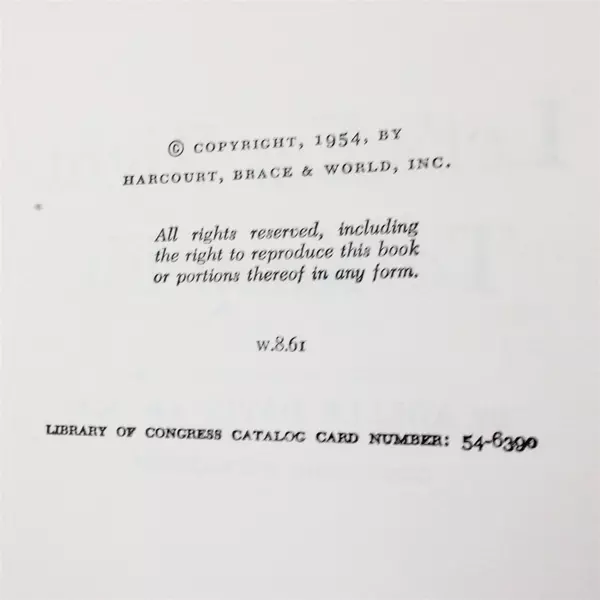 © COPYRIGHT, 1954, BY
HARCOURT, BRACE & WORLD, INC.
All rights reserved, including
the right to reproduce this book
or portions thereof in any form.
w.8.61
LIBRARY OF CONGRESS CATALOG CARD NUMBER: 54-6390